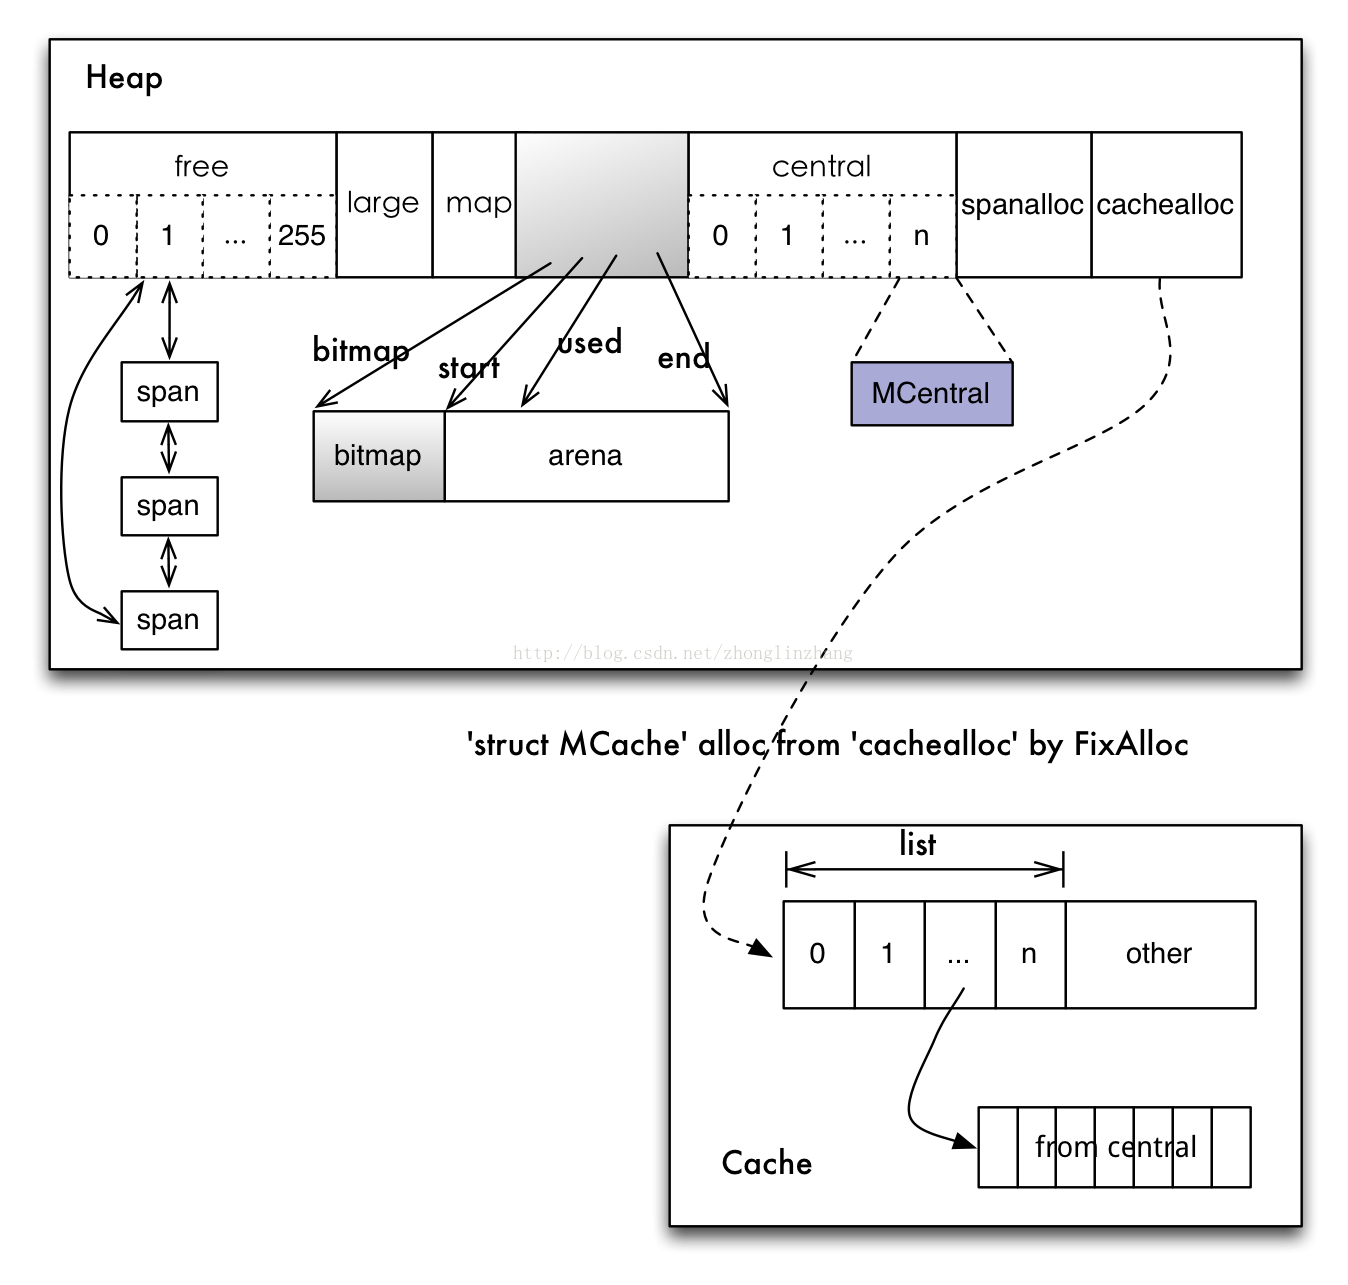 Heap
free
large
map
central
spanalloc
cachealloc
0
1
...
255
0
1
...
n
bitmap
start
used
end
span
MCentral
bitmap
arena
span
span
http://blog.csdn.net/zhonglinzhang
'struct MCache' alloc from 'cachealloc' by FixAlloc
list
0
1
...
n
other
from central
Cache